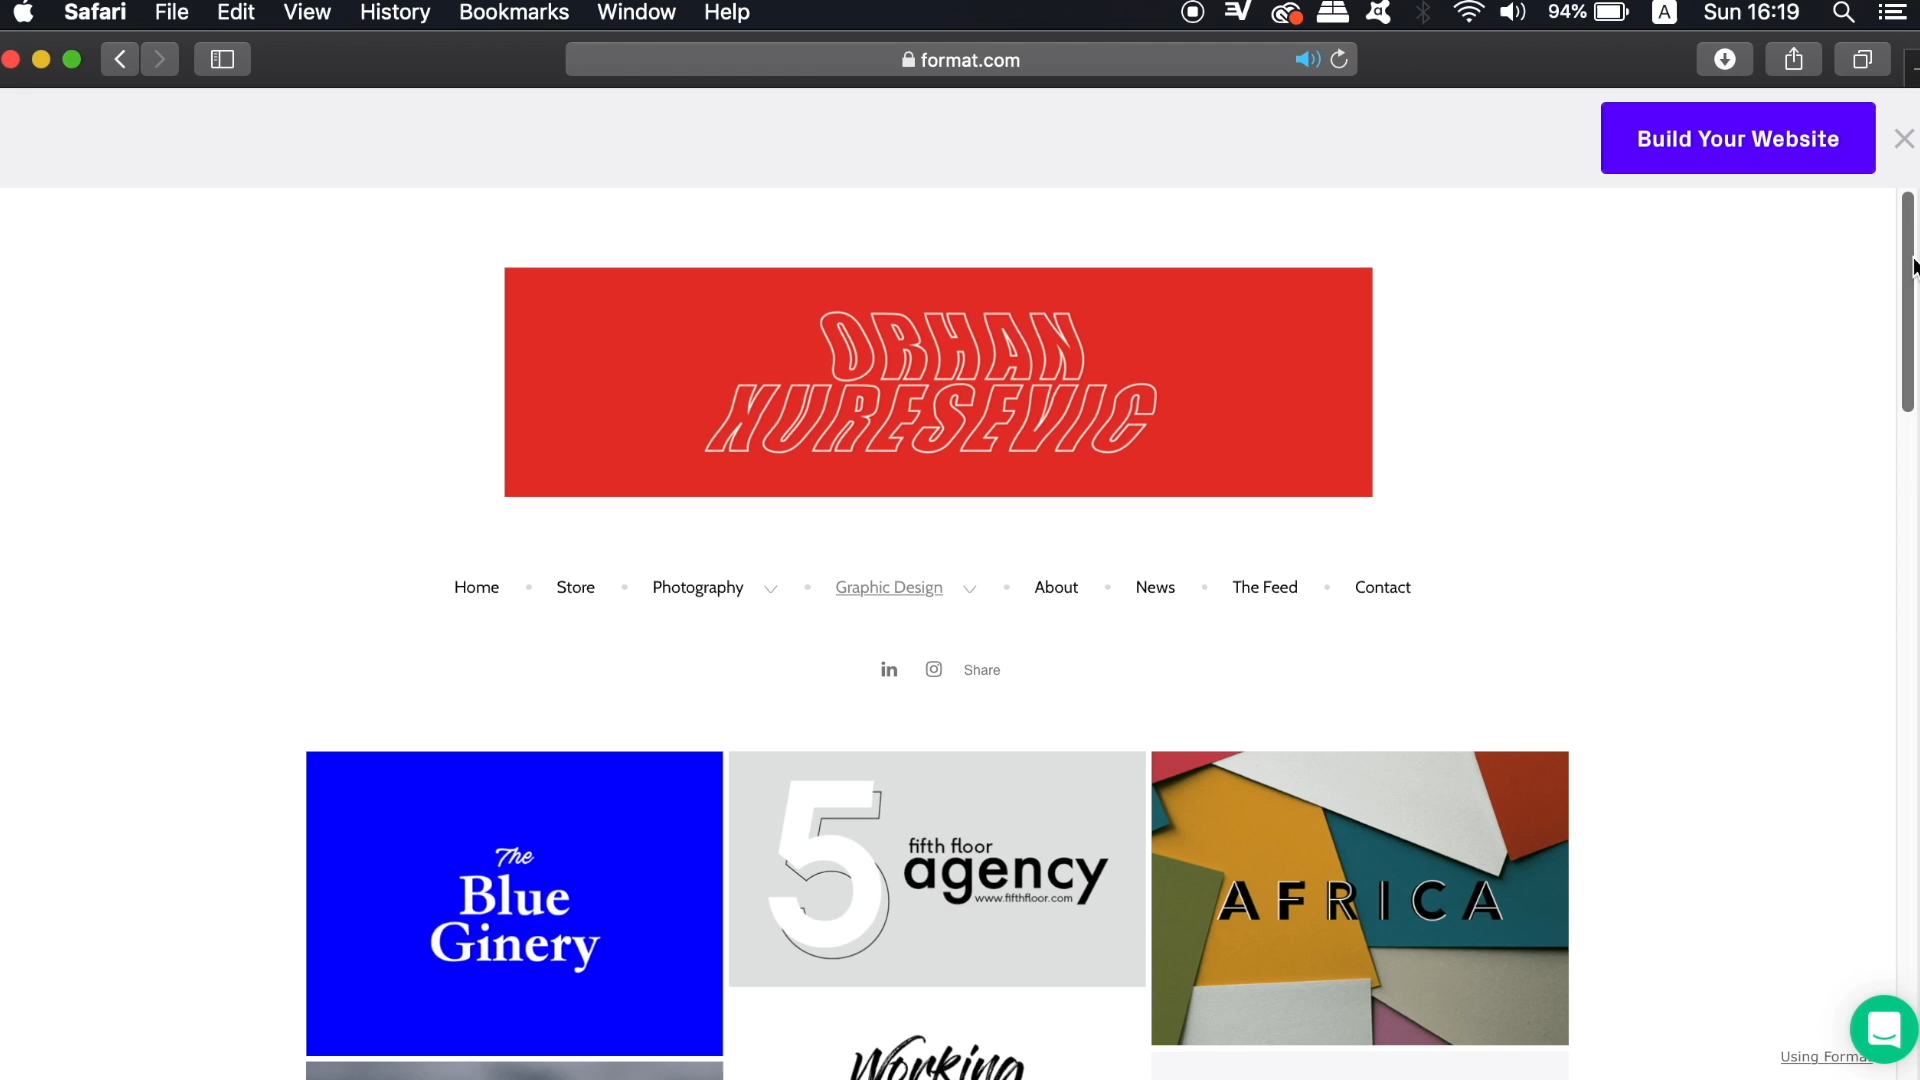 Safari File Edit View History Bookmarks Window Help 94% A Sun 16:19
format.com
Build Your Website
ORHAN
NURESEVIC
Home Store Photography Graphic Design About News The Feed Contact
in Share
The
Blue
Ginery
5
fifth floor
agency
www.fifthfloor.com
AFRICA
Working
Using Forma